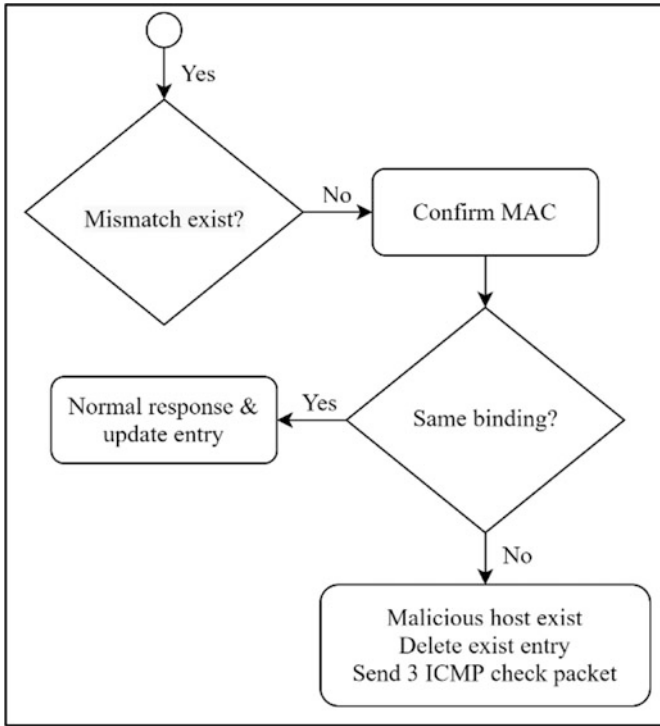 Yes
Mismatch exist?
No
Confirm MAC
Normal response &
update entry
Yes
Same binding?
No
Malicious host exist
Delete exist entry
Send 3 ICMP check packet